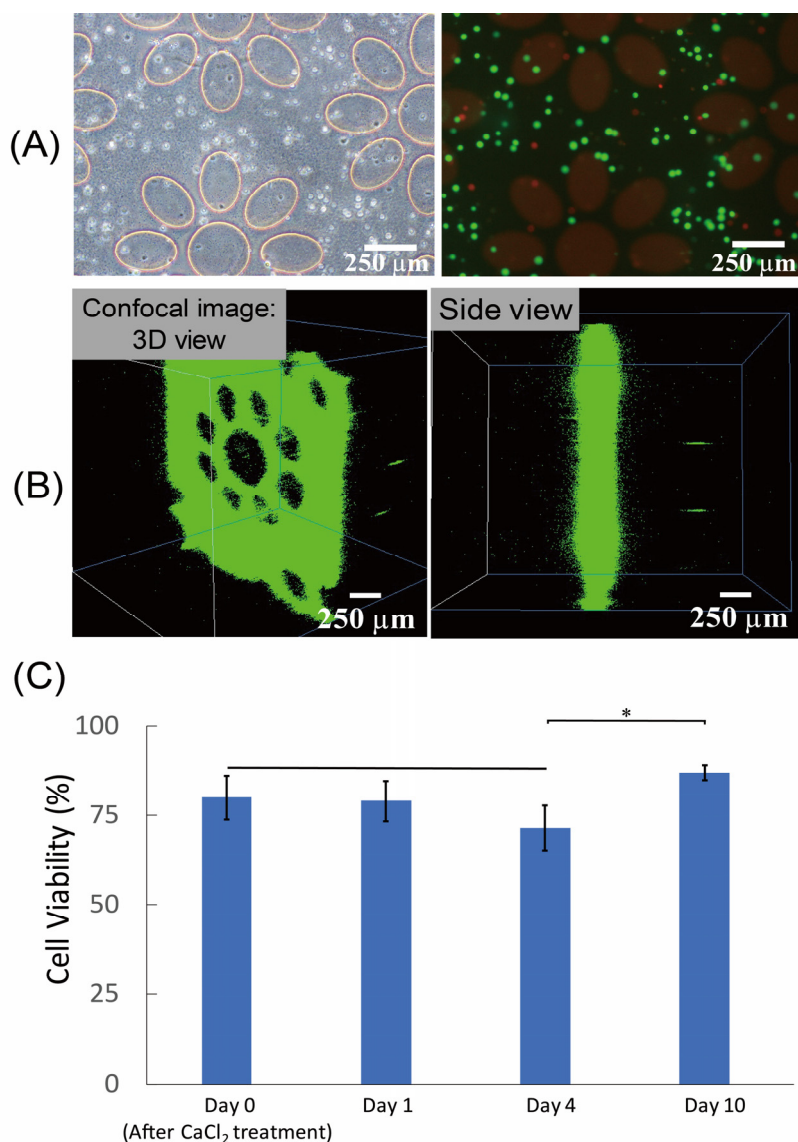 (A)
250 µm
250 µm
Confocal image:
3D view
Side view
(B)
250 µm
250 µm
(C)
Cell Viability (%)
100
75
50
25
0
*
Day 0
(After CaCl₂ treatment)
Day 1
Day 4
Day 10